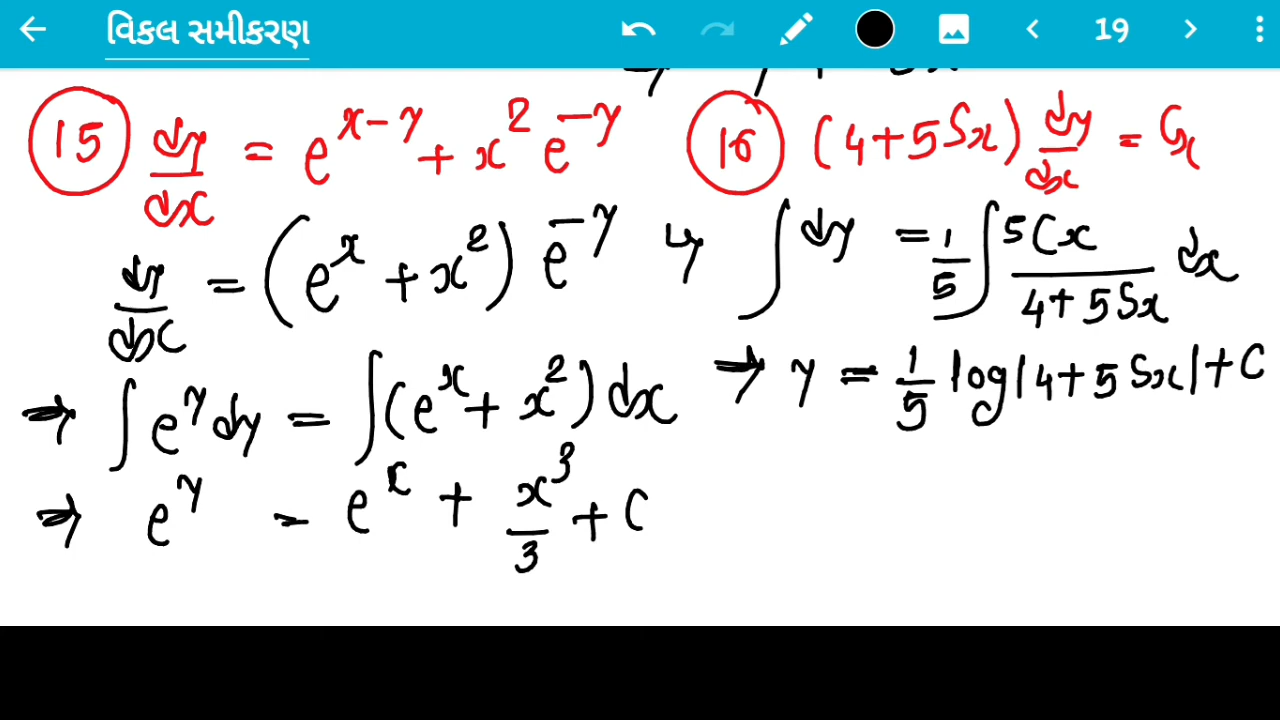 વિકલ સમીકરણ 19
15 dy/dx = e^(x-y) + x² e^(-y)
dy/dx = (e^x + x²) e^(-y)
⇒ ∫ e^y dy = ∫(e^x + x²) dx
⇒ e^y = e^x + x³/3 + C
16 (4+5Sx) dy/dx = Cx
↳ ∫ dy = 1/5 ∫ 5Cx/(4+5Sx) dx
⇒ y = 1/5 log|4+5Sx| + C